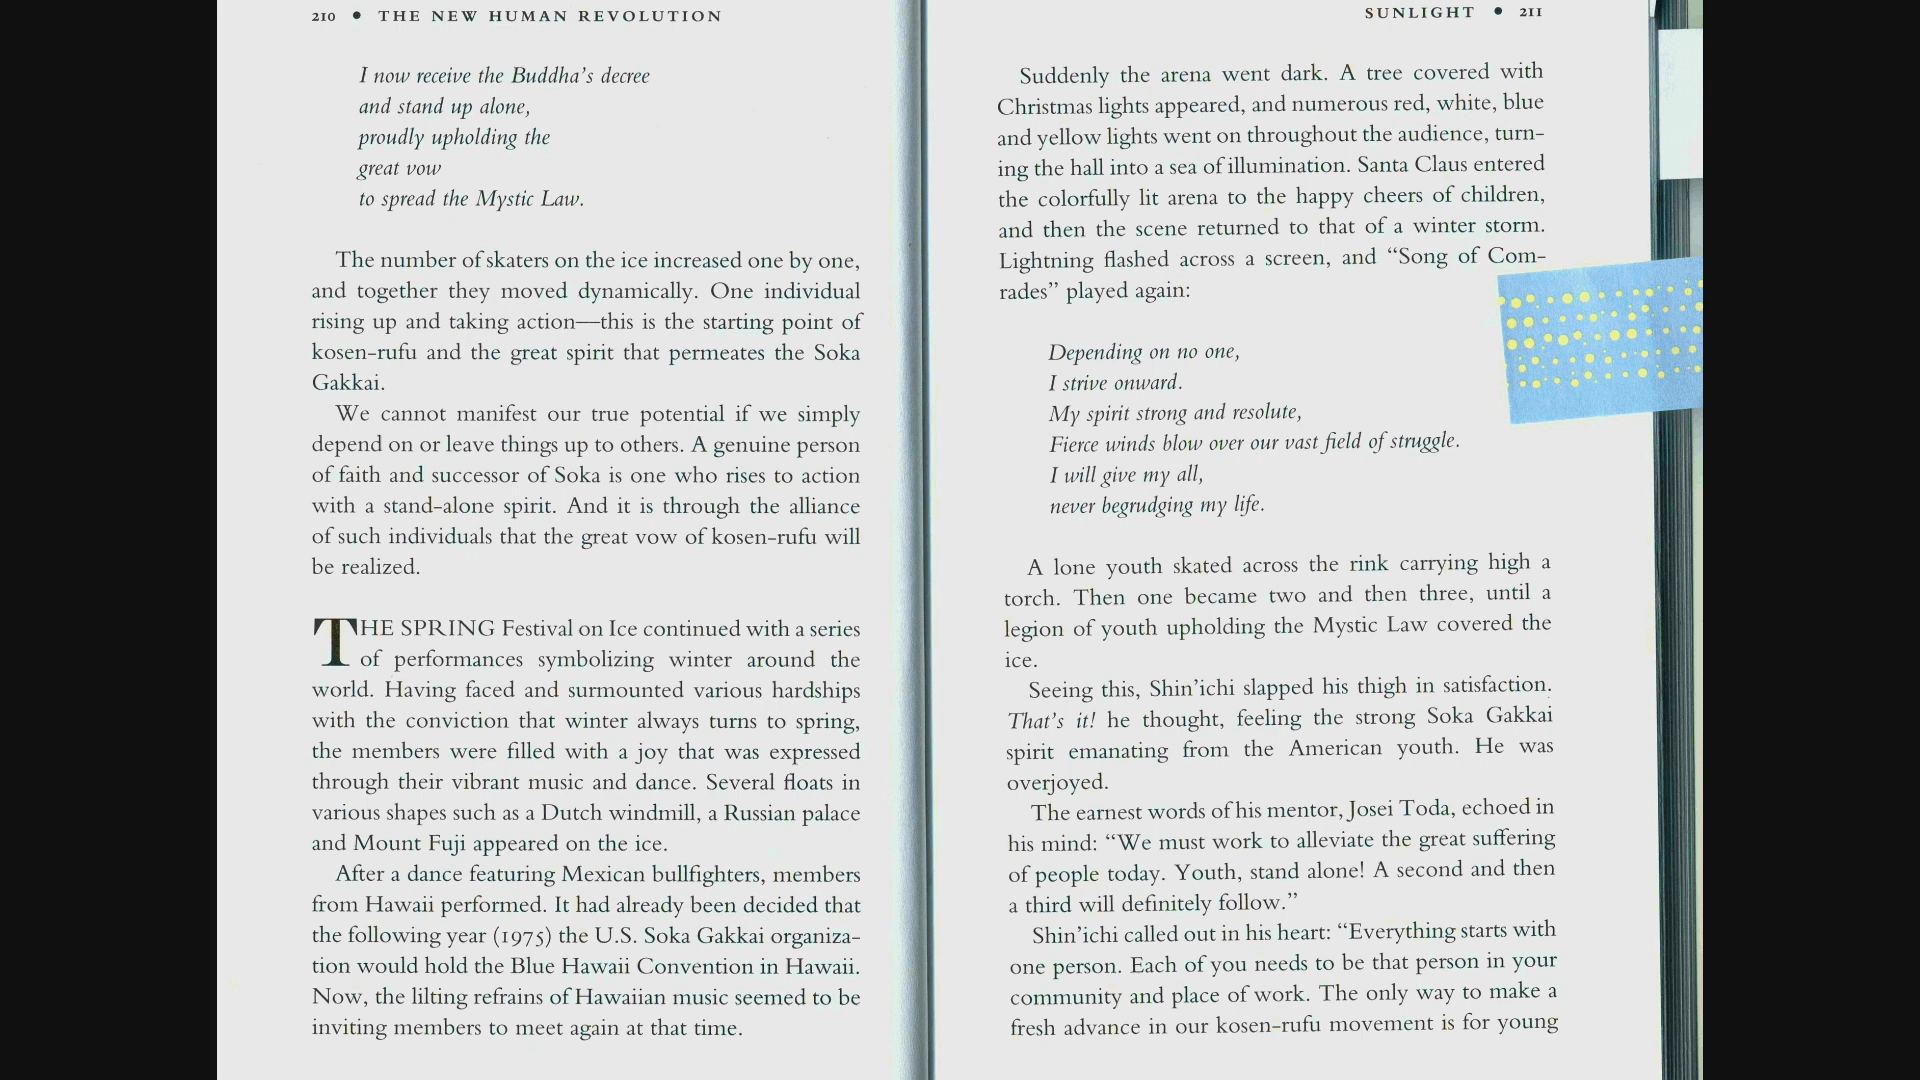 210 • THE NEW HUMAN REVOLUTION
I now receive the Buddha's decree
and stand up alone,
proudly upholding the
great vow
to spread the Mystic Law.
The number of skaters on the ice increased one by one,
and together they moved dynamically. One individual
rising up and taking action—this is the starting point of
kosen-rufu and the great spirit that permeates the Soka
Gakkai.
We cannot manifest our true potential if we simply
depend on or leave things up to others. A genuine person
of faith and successor of Soka is one who rises to action
with a stand-alone spirit. And it is through the alliance
of such individuals that the great vow of kosen-rufu will
be realized.
THE SPRING Festival on Ice continued with a series
of performances symbolizing winter around the
world. Having faced and surmounted various hardships
with the conviction that winter always turns to spring,
the members were filled with a joy that was expressed
through their vibrant music and dance. Several floats in
various shapes such as a Dutch windmill, a Russian palace
and Mount Fuji appeared on the ice.
After a dance featuring Mexican bullfighters, members
from Hawaii performed. It had already been decided that
the following year (1975) the U.S. Soka Gakkai organiza-
tion would hold the Blue Hawaii Convention in Hawaii.
Now, the lilting refrains of Hawaiian music seemed to be
inviting members to meet again at that time.
SUNLIGHT • 211
Suddenly the arena went dark. A tree covered with
Christmas lights appeared, and numerous red, white, blue
and yellow lights went on throughout the audience, turn-
ing the hall into a sea of illumination. Santa Claus entered
the colorfully lit arena to the happy cheers of children,
and then the scene returned to that of a winter storm.
Lightning flashed across a screen, and “Song of Com-
rades” played again:
Depending on no one,
I strive onward.
My spirit strong and resolute,
Fierce winds blow over our vast field of struggle.
I will give my all,
never begrudging my life.
A lone youth skated across the rink carrying high a
torch. Then one became two and then three, until a
legion of youth upholding the Mystic Law covered the
ice.
Seeing this, Shin'ichi slapped his thigh in satisfaction.
That's it! he thought, feeling the strong Soka Gakkai
spirit emanating from the American youth. He was
overjoyed.
The earnest words of his mentor, Josei Toda, echoed in
his mind: “We must work to alleviate the great suffering
of people today. Youth, stand alone! A second and then
a third will definitely follow.”
Shin'ichi called out in his heart: “Everything starts with
one person. Each of you needs to be that person in your
community and place of work. The only way to make a
fresh advance in our kosen-rufu movement is for young